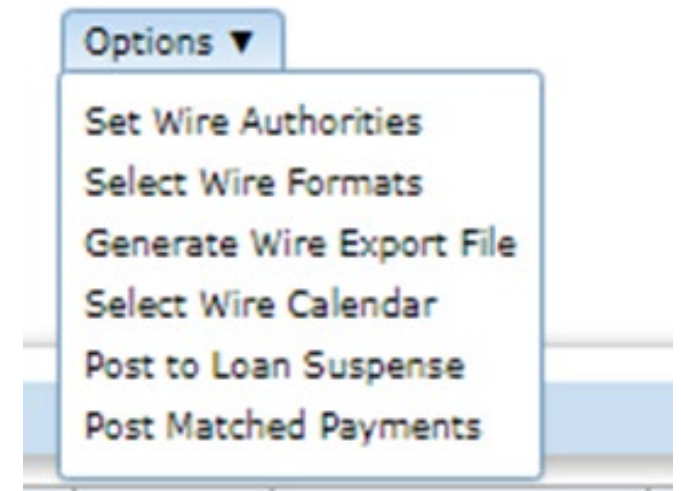 Options ▼
Set Wire Authorities
Select Wire Formats
Generate Wire Export File
Select Wire Calendar
Post to Loan Suspense
Post Matched Payments